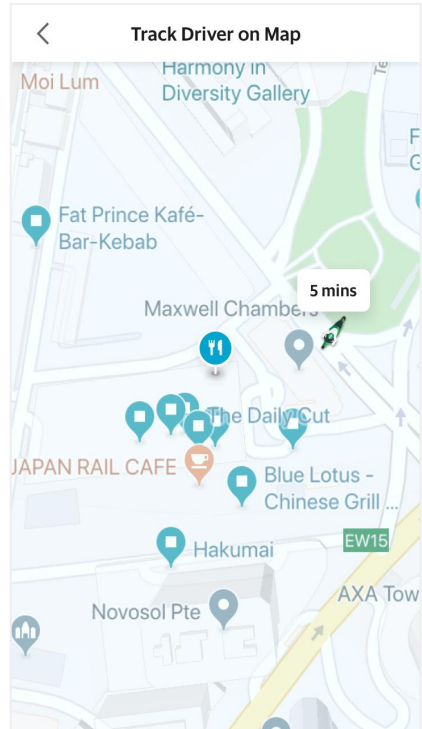 Track Driver on Map
Harmony in
Diversity Gallery
Moi Lum
Te
F
G
Fat Prince Kafé-
Bar-Kebab
5 mins
Maxwell Chambers
The Daily Cut
JAPAN RAIL CAFE
Blue Lotus -
Chinese Grill ...
EW15
Hakumai
AXA Tow
Novosol Pte